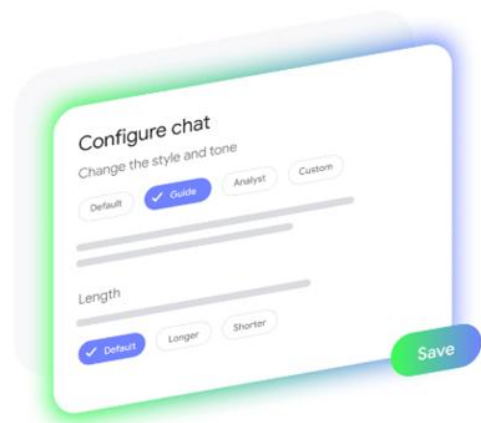 Configure chat
Change the style and tone
Default Guide Analyst Custom
Length
Default Longer Shorter
Save